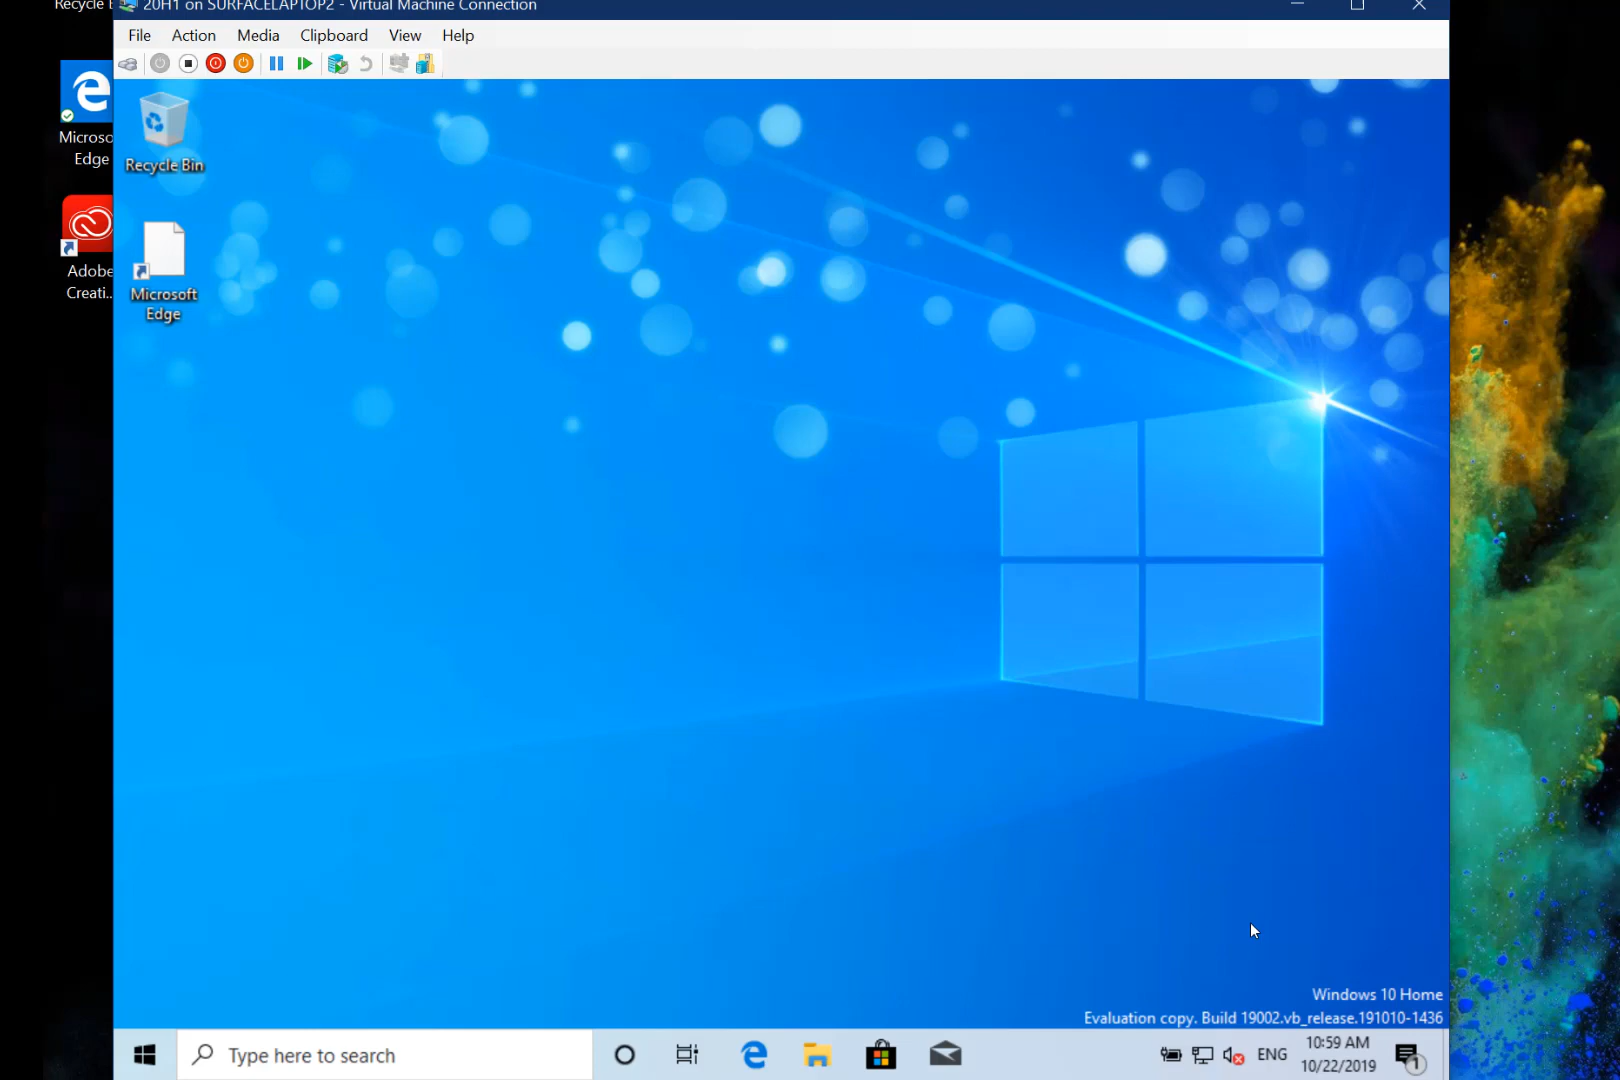 Recycle
20H1 on SURFACELAPTOP2 - Virtual Machine Connection
File Action Media Clipboard View Help
Microso
Edge
Adobe
Creati...
Recycle Bin
Microsoft
Edge
Windows 10 Home
Evaluation copy. Build 19002.vb_release.191010-1436
Type here to search
ENG
10:59 AM
10/22/2019
1